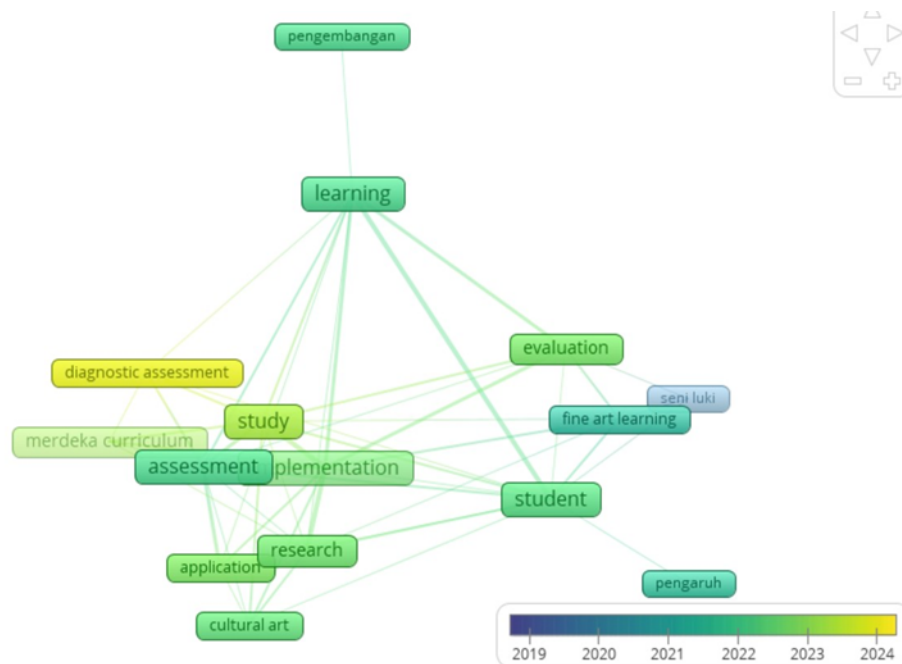 pengembangan
learning
evaluation
diagnostic assessment
seni luki
study
fine art learning
merdeka curriculum
assessment
plementation
student
research
application
pengaruh
cultural art
2019 2020 2021 2022 2023 2024